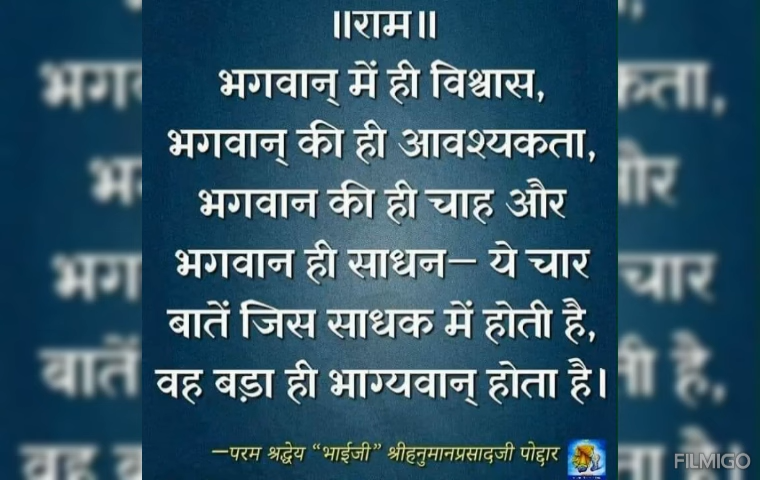 ॥राम॥
भगवान् में ही विश्वास,
भगवान् की ही आवश्यकता,
भगवान की ही चाह और
भगवान ही साधन— ये चार
बातें जिस साधक में होती है,
वह बड़ा ही भाग्यवान् होता है।
—परम श्रद्धेय “भाईजी” श्रीहनुमानप्रसादजी पोद्दार
FILMIGO